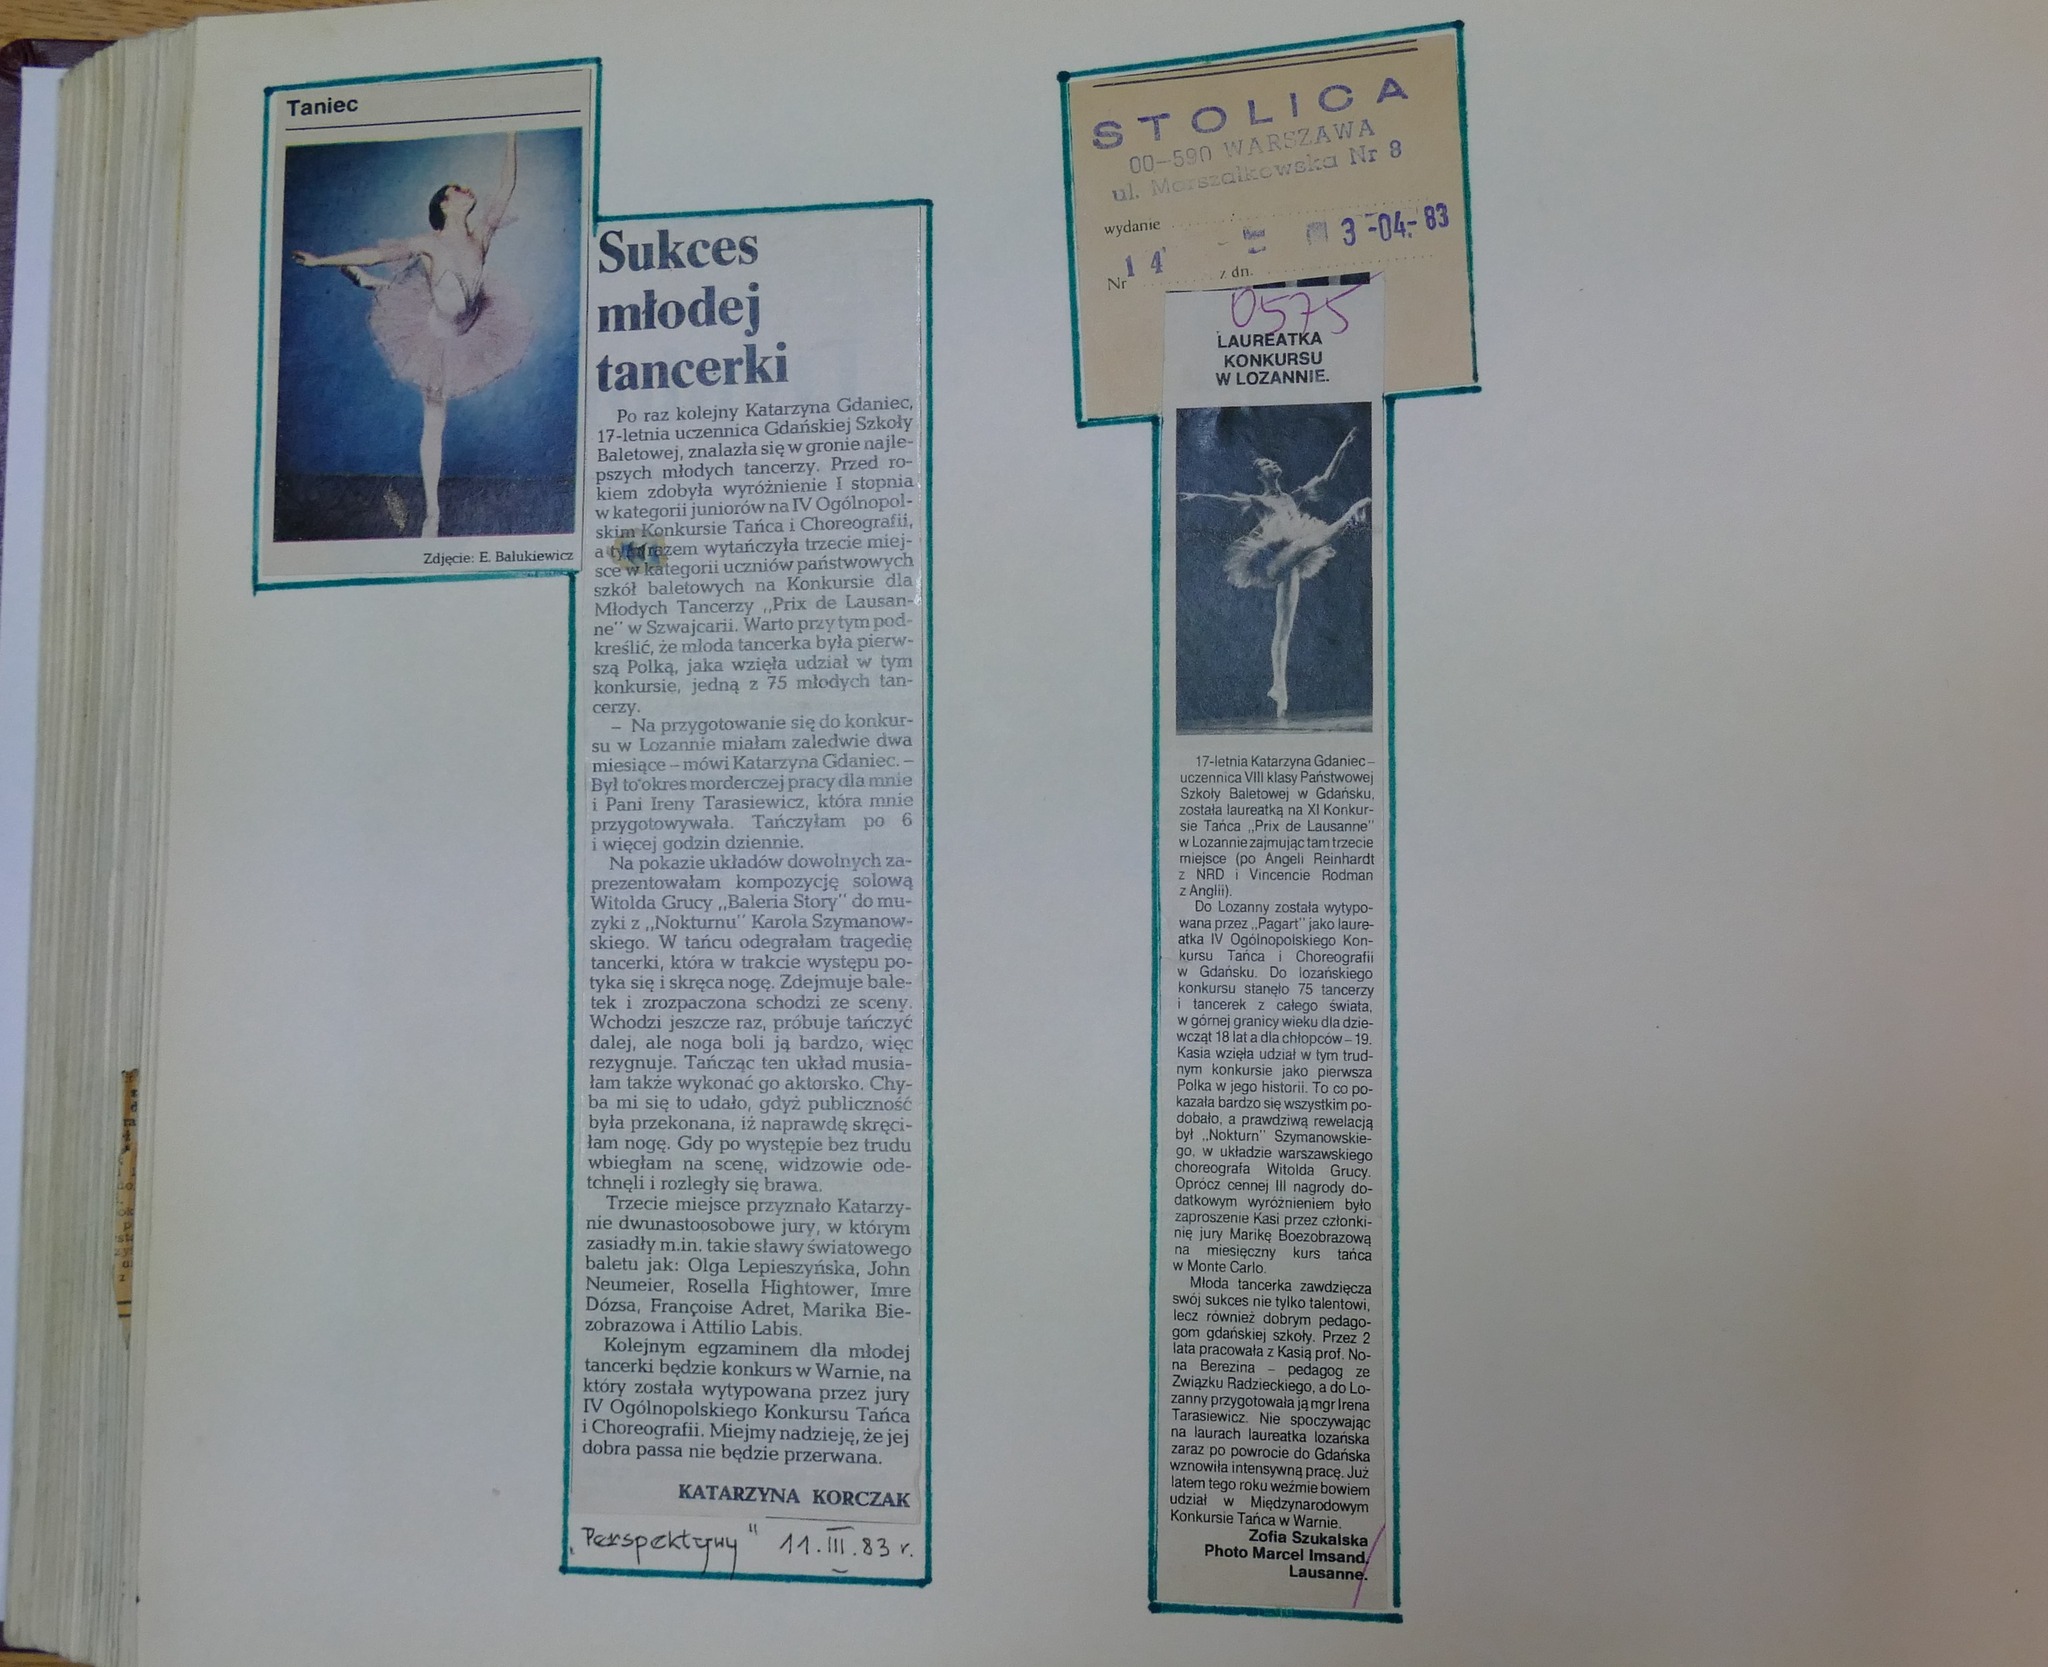 Taniec
Zdjęcie: E. Balukiewicz
Sukces
młodej
tancerki
Po raz kolejny Katarzyna Gdaniec,
17-letnia uczennica Gdańskiej Szkoły
Baletowej, znalazła się w gronie najle-
pszych młodych tancerzy. Przed ro-
kiem zdobyła wyróżnienie I stopnia
w kategorii juniorów na IV Ogólnopol-
skim Konkursie Tańca i Choreografii,
a tym razem wytańczyła trzecie miej-
sce w kategorii uczniów państwowych
szkół baletowych na Konkursie dla
Młodych Tancerzy „Prix de Lausan-
ne" w Szwajcarii. Warto przy tym pod-
kreślić, że młoda tancerka była pierw-
szą Polką, jaka wzięła udział w tym
konkursie, jedną z 75 młodych tan-
cerzy.
– Na przygotowanie się do konkur-
su w Lozannie miałam zaledwie dwa
miesiące – mówi Katarzyna Gdaniec. –
Był to okres morderczej pracy dla mnie
i Pani Ireny Tarasiewicz, która mnie
przygotowywała. Tańczyłam po 6
i więcej godzin dziennie.
Na pokazie układów dowolnych za-
prezentowałam kompozycję solową
Witolda Grucy „Baleria Story" do mu-
zyki z „Nokturnu" Karola Szymanow-
skiego. W tańcu odegrałam tragedię
tancerki, która w trakcie występu po-
tyka się i skręca nogę. Zdejmuje bale-
tek i zrozpaczona schodzi ze sceny.
Wchodzi jeszcze raz, próbuje tańczyć
dalej, ale noga boli ją bardzo, więc
rezygnuje. Tańcząc ten układ musia-
łam także wykonać go aktorsko. Chy-
ba mi się to udało, gdyż publiczność
była przekonana, iż naprawdę skręci-
łam nogę. Gdy po występie bez trudu
wbiegłam na scenę, widzowie ode-
tchnęli i rozległy się brawa.
Trzecie miejsce przyznało Katarzy-
nie dwunastoosobowe jury, w którym
zasiadły m.in. takie sławy światowego
baletu jak: Olga Lepieszyńska, John
Neumeier, Rosella Hightower, Imre
Dózsa, Françoise Adret, Marika Bie-
zobrazowa i Attilio Labis.
Kolejnym egzaminem dla młodej
tancerki będzie konkurs w Warnie, na
który została wytypowana przez jury
IV Ogólnopolskiego Konkursu Tańca
i Choreografii. Miejmy nadzieję, że jej
dobra passa nie będzie przerwana.
KATARZYNA KORCZAK
„Perspektywy" 11.III.83 r.
STOLICA
00-590 WARSZAWA
ul. Marszałkowska Nr 8
wydanie
3 -04.- 83
Nr 14 z dn.
0575
LAUREATKA
KONKURSU
W LOZANNIE.
17-letnia Katarzyna Gdaniec –
uczennica VIII klasy Państwowej
Szkoły Baletowej w Gdańsku,
została laureatką na XI Konkur-
sie Tańca „Prix de Lausanne"
w Lozannie zajmując tam trzecie
miejsce (po Angeli Reinhardt
z NRD i Vincencie Rodman
z Anglii).
Do Lozanny została wytypo-
wana przez „Pagart" jako laure-
atka IV Ogólnopolskiego Kon-
kursu Tańca i Choreografii
w Gdańsku. Do lozańskiego
konkursu stanęło 75 tancerzy
i tancerek z całego świata,
w górnej granicy wieku dla dzie-
wcząt 18 lat a dla chłopców – 19.
Kasia wzięła udział w tym trud-
nym konkursie jako pierwsza
Polka w jego historii. To co po-
kazała bardzo się wszystkim po-
dobało, a prawdziwą rewelacją
był „Nokturn" Szymanowskie-
go, w układzie warszawskiego
choreografa Witolda Grucy.
Oprócz cennej III nagrody do-
datkowym wyróżnieniem było
zaproszenie Kasi przez członki-
nię jury Marikę Boezobrazową
na miesięczny kurs tańca
w Monte Carlo.
Młoda tancerka zawdzięcza
swój sukces nie tylko talentowi,
lecz również dobrym pedago-
gom gdańskiej szkoły. Przez 2
lata pracowała z Kasią prof. No-
na Berezina – pedagog ze
Związku Radzieckiego, a do Lo-
zanny przygotowała ją mgr Irena
Tarasiewicz. Nie spoczywając
na laurach laureatka lozańska
zaraz po powrocie do Gdańska
wznowiła intensywną pracę. Już
latem tego roku weźmie bowiem
udział w Międzynarodowym
Konkursie Tańca w Warnie.
Zofia Szukalska
Photo Marcel Imsand,
Lausanne.